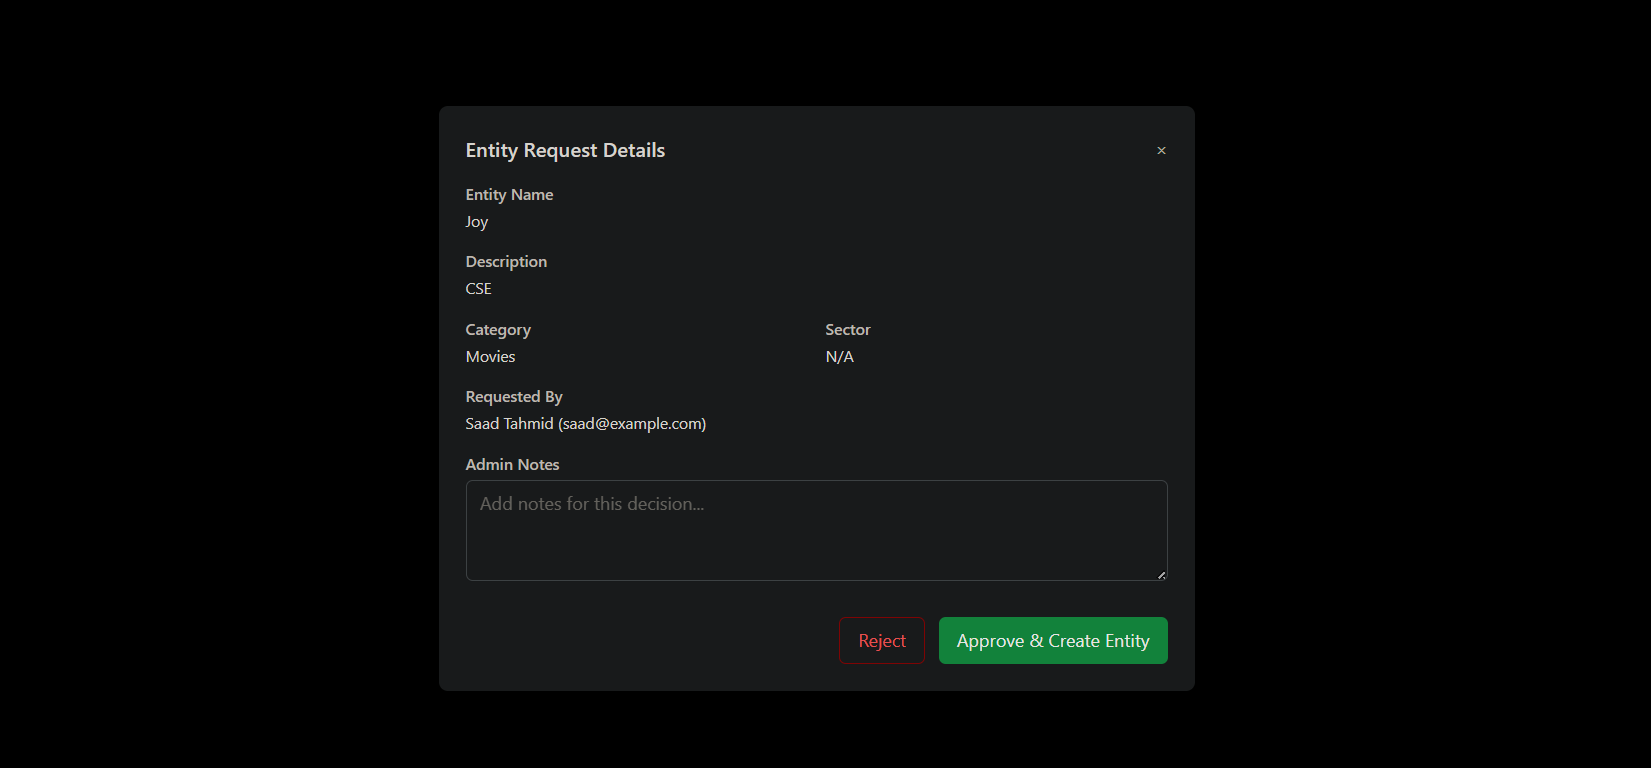 Entity Request Details
×
Entity Name
Joy
Description
CSE
Category
Sector
Movies
N/A
Requested By
Saad Tahmid (saad@example.com)
Admin Notes
Add notes for this decision...
Reject
Approve & Create Entity